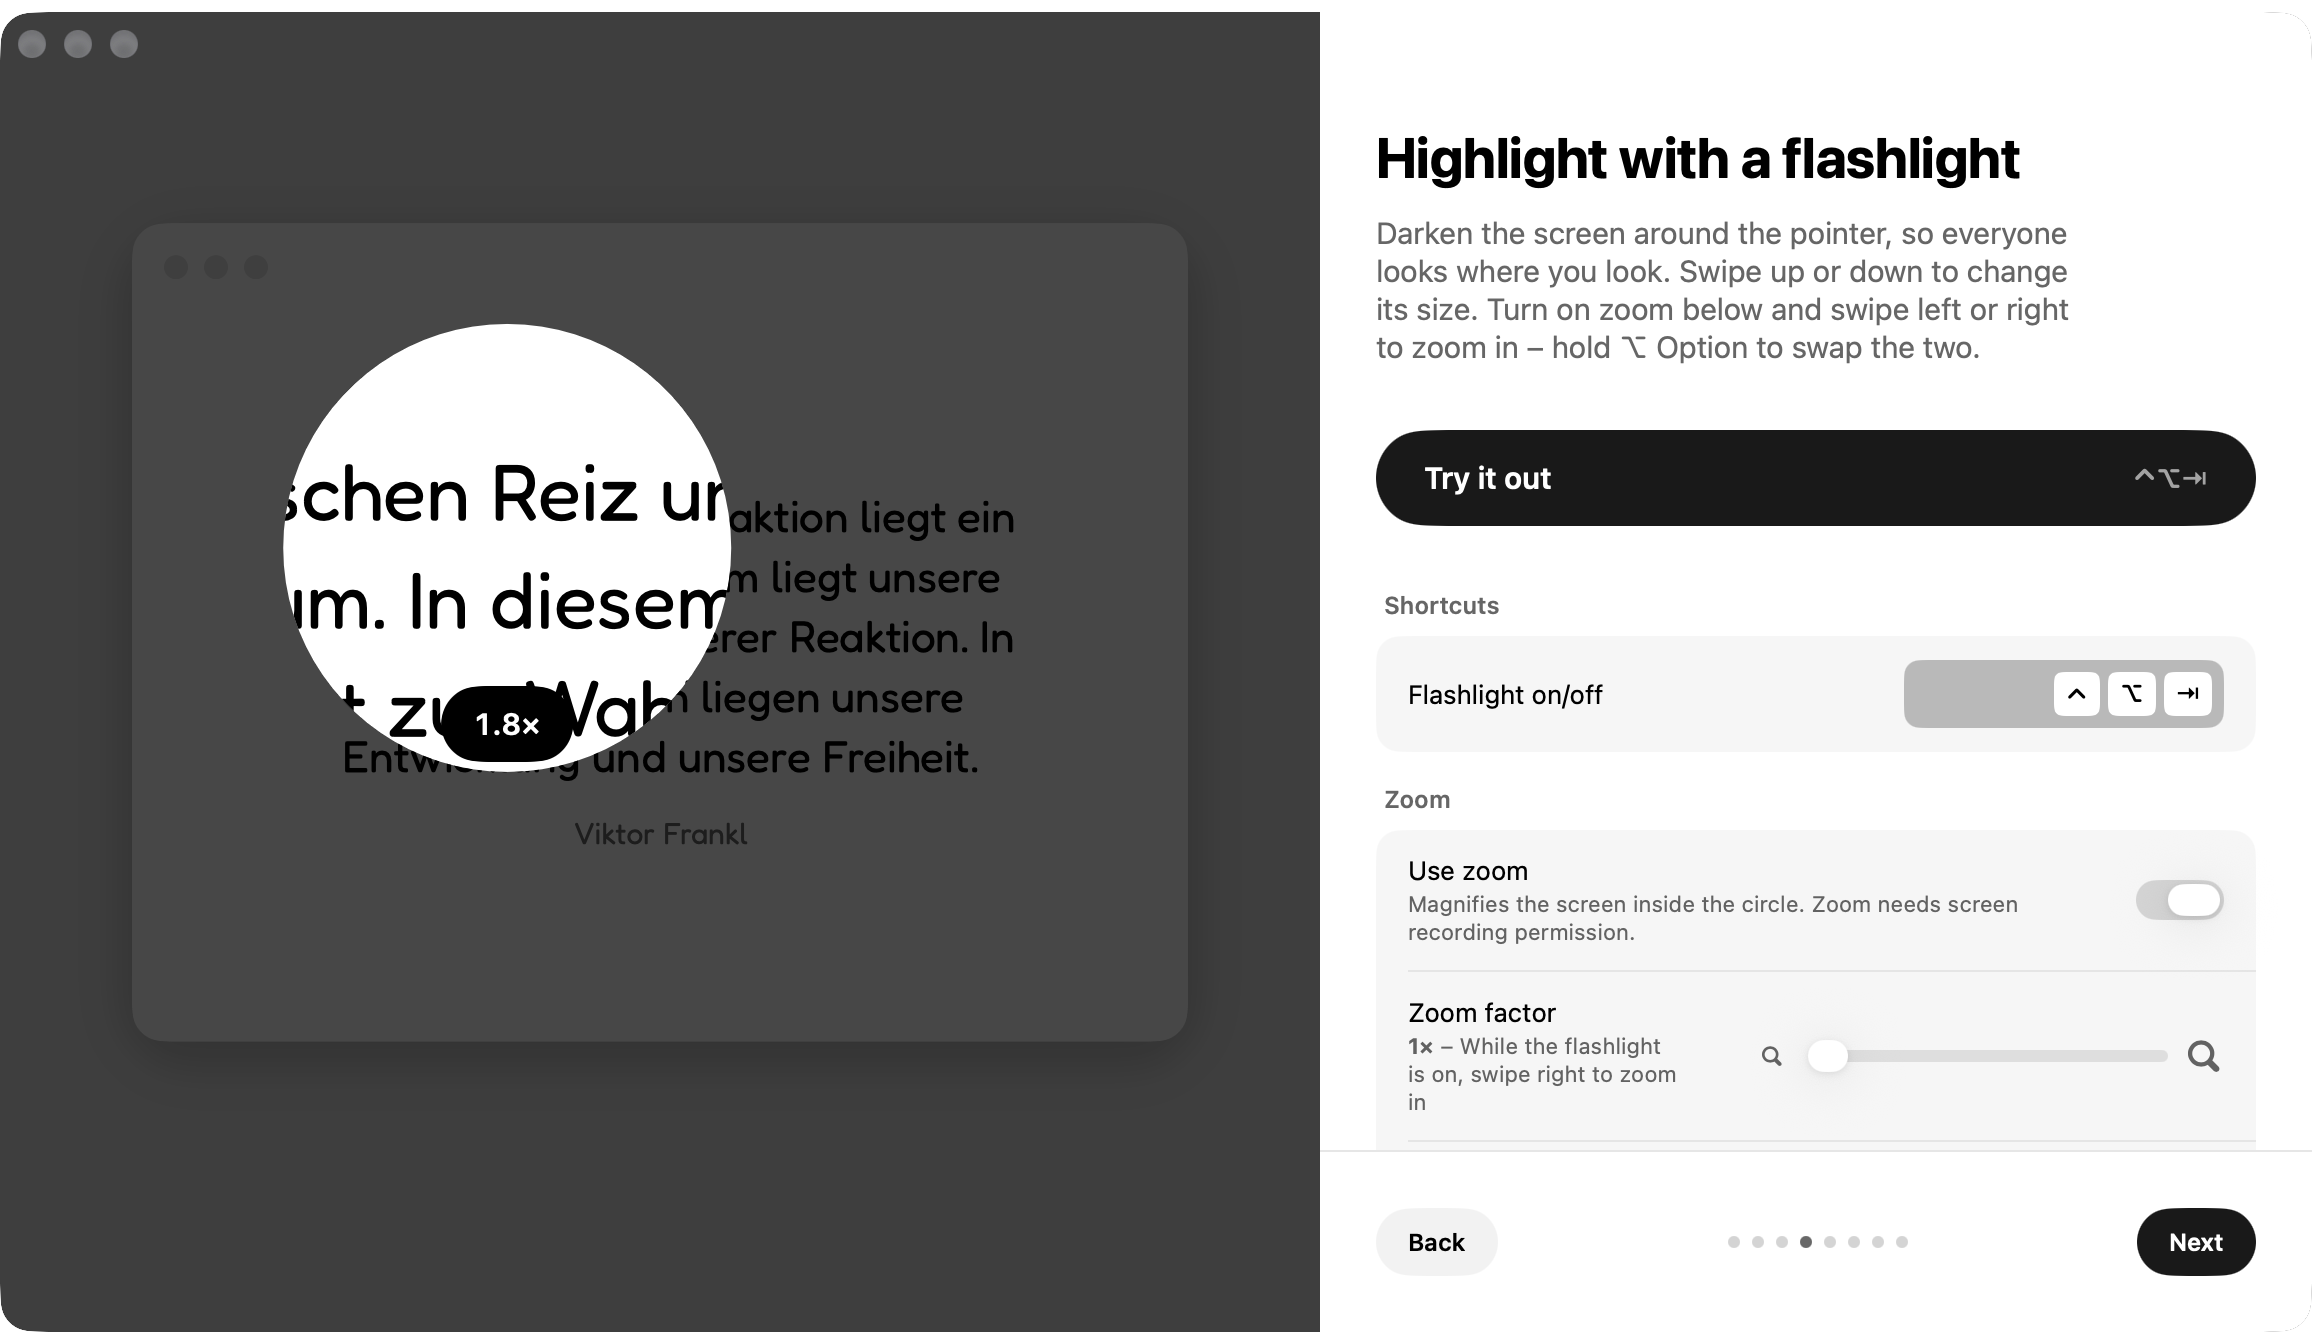 schen Reiz un
aktion liegt ein
um. In diesem
m liegt unsere
erer Reaktion. In
t zu Wah
liegen unsere
1.8×
und unsere Freiheit.
Viktor Frankl
Highlight with a flashlight
Darken the screen around the pointer, so everyone
looks where you look. Swipe up or down to change
its size. Turn on zoom below and swipe left or right
to zoom in – hold ⌥ Option to swap the two.
Try it out ⌃⌥⇥
Shortcuts
Flashlight on/off ⌃ ⌥ ⇥
Zoom
Use zoom
Magnifies the screen inside the circle. Zoom needs screen
recording permission.
Zoom factor
1× – While the flashlight
is on, swipe right to zoom
in
Back
Next